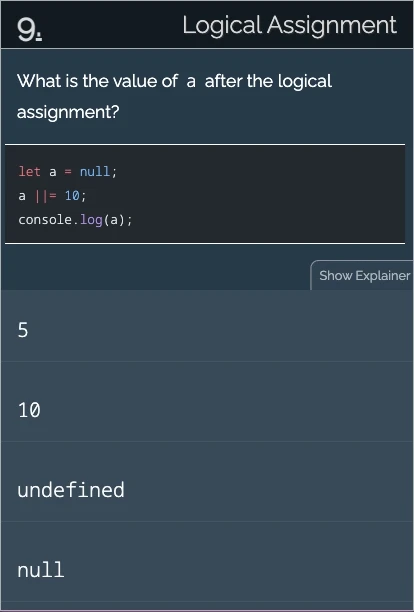 9.
Logical Assignment
What is the value of a after the logical
assignment?
let a = null;
a ||= 10;
console.log(a);
Show Explainer
5
10
undefined
null